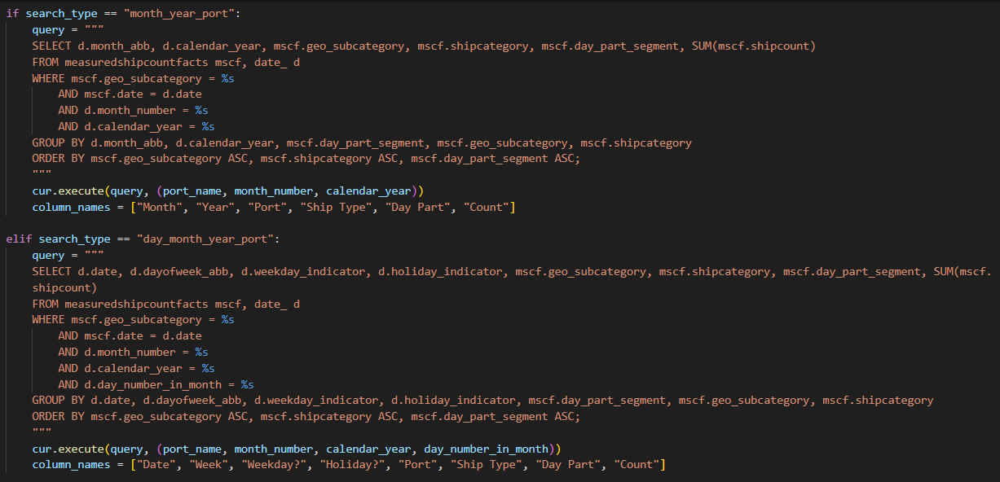 if search_type == "month_year_port":
    query = """
    SELECT d.month_abb, d.calendar_year, mscf.geo_subcategory, mscf.shipcategory, mscf.day_part_segment, SUM(mscf.shipcount)
    FROM measuredshipcountfacts mscf, date_ d
    WHERE mscf.geo_subcategory = %s
        AND mscf.date = d.date
        AND d.month_number = %s
        AND d.calendar_year = %s
    GROUP BY d.month_abb, d.calendar_year, mscf.day_part_segment, mscf.geo_subcategory, mscf.shipcategory
    ORDER BY mscf.geo_subcategory ASC, mscf.shipcategory ASC, mscf.day_part_segment ASC;
    """
    cur.execute(query, (port_name, month_number, calendar_year))
    column_names = ["Month", "Year", "Port", "Ship Type", "Day Part", "Count"]
elif search_type == "day_month_year_port":
    query = """
    SELECT d.date, d.dayofweek_abb, d.weekday_indicator, d.holiday_indicator, mscf.geo_subcategory, mscf.shipcategory, mscf.day_part_segment, SUM(mscf.
    shipcount)
    FROM measuredshipcountfacts mscf, date_ d
    WHERE mscf.geo_subcategory = %s
        AND mscf.date = d.date
        AND d.month_number = %s
        AND d.calendar_year = %s
        AND d.day_number_in_month = %s
    GROUP BY d.date, d.dayofweek_abb, d.weekday_indicator, d.holiday_indicator, mscf.day_part_segment, mscf.geo_subcategory, mscf.shipcategory
    ORDER BY mscf.geo_subcategory ASC, mscf.shipcategory ASC, mscf.day_part_segment ASC;
    """
    cur.execute(query, (port_name, month_number, calendar_year, day_number_in_month))
    column_names = ["Date", "Week", "Weekday?", "Holiday?", "Port", "Ship Type", "Day Part", "Count"]